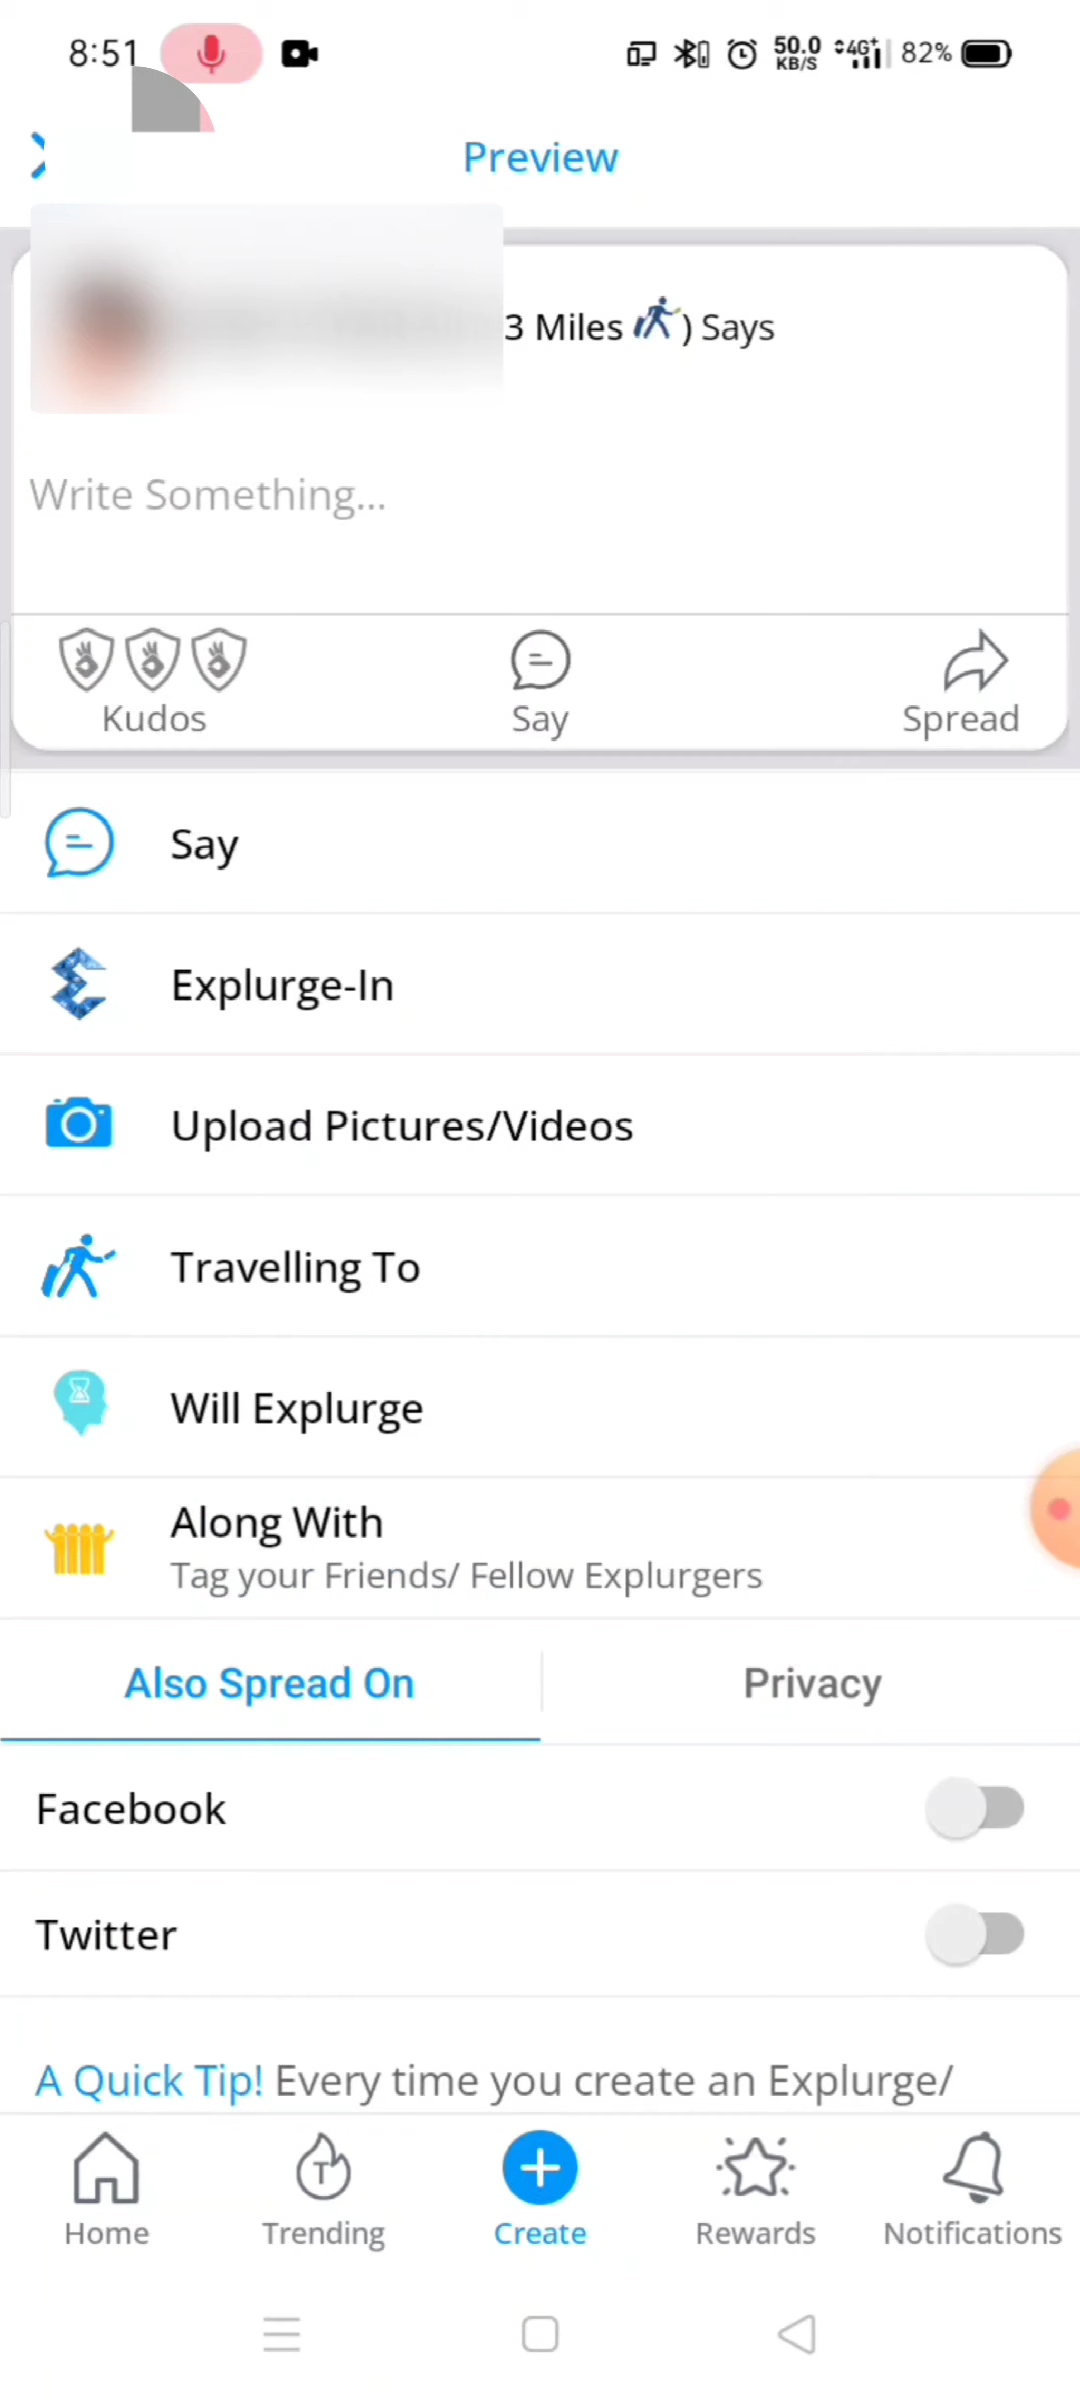 8:51
50.0
KB/S
4G+
82%
Preview
3 Miles ) Says
Write Something...
Kudos
Say
Spread
Say
Explurge-In
Upload Pictures/Videos
Travelling To
Will Explurge
Along With
Tag your Friends/ Fellow Explurgers
Also Spread On
Privacy
Facebook
Twitter
A Quick Tip! Every time you create an Explurge/
T
Home
Trending
Create
Rewards
Notifications